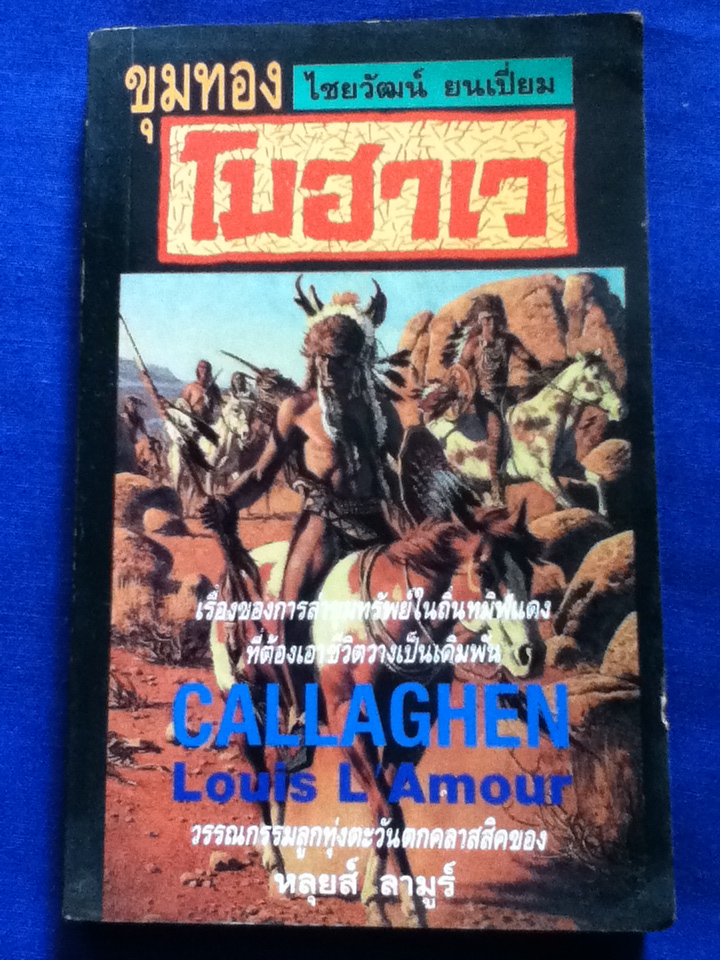 ขุมทอง ไชยวัฒน์ ยนเปี่ยม
โมฮาเว
เรื่องของการล่าขุมทรัพย์ในถิ่นทมิฬแดง
ที่ต้องเอาชีวิตวางเป็นเดิมพัน
CALLAGHEN
Louis L'Amour
วรรณกรรมลูกทุ่งตะวันตกคลาสสิคของ
หลุยส์ ลามูร์